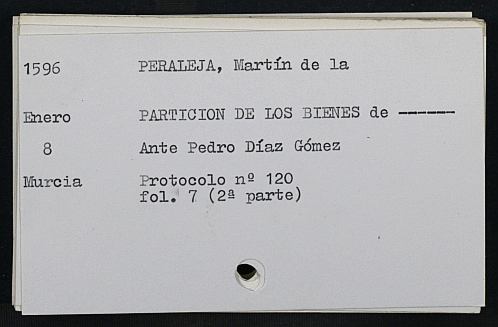 1596 PERALEJA, Martín de la
Enero PARTICION DE LOS BIENES de ------
8 Ante Pedro Díaz Gómez
Murcia Protocolo nº 120
fol. 7 (2ª parte)